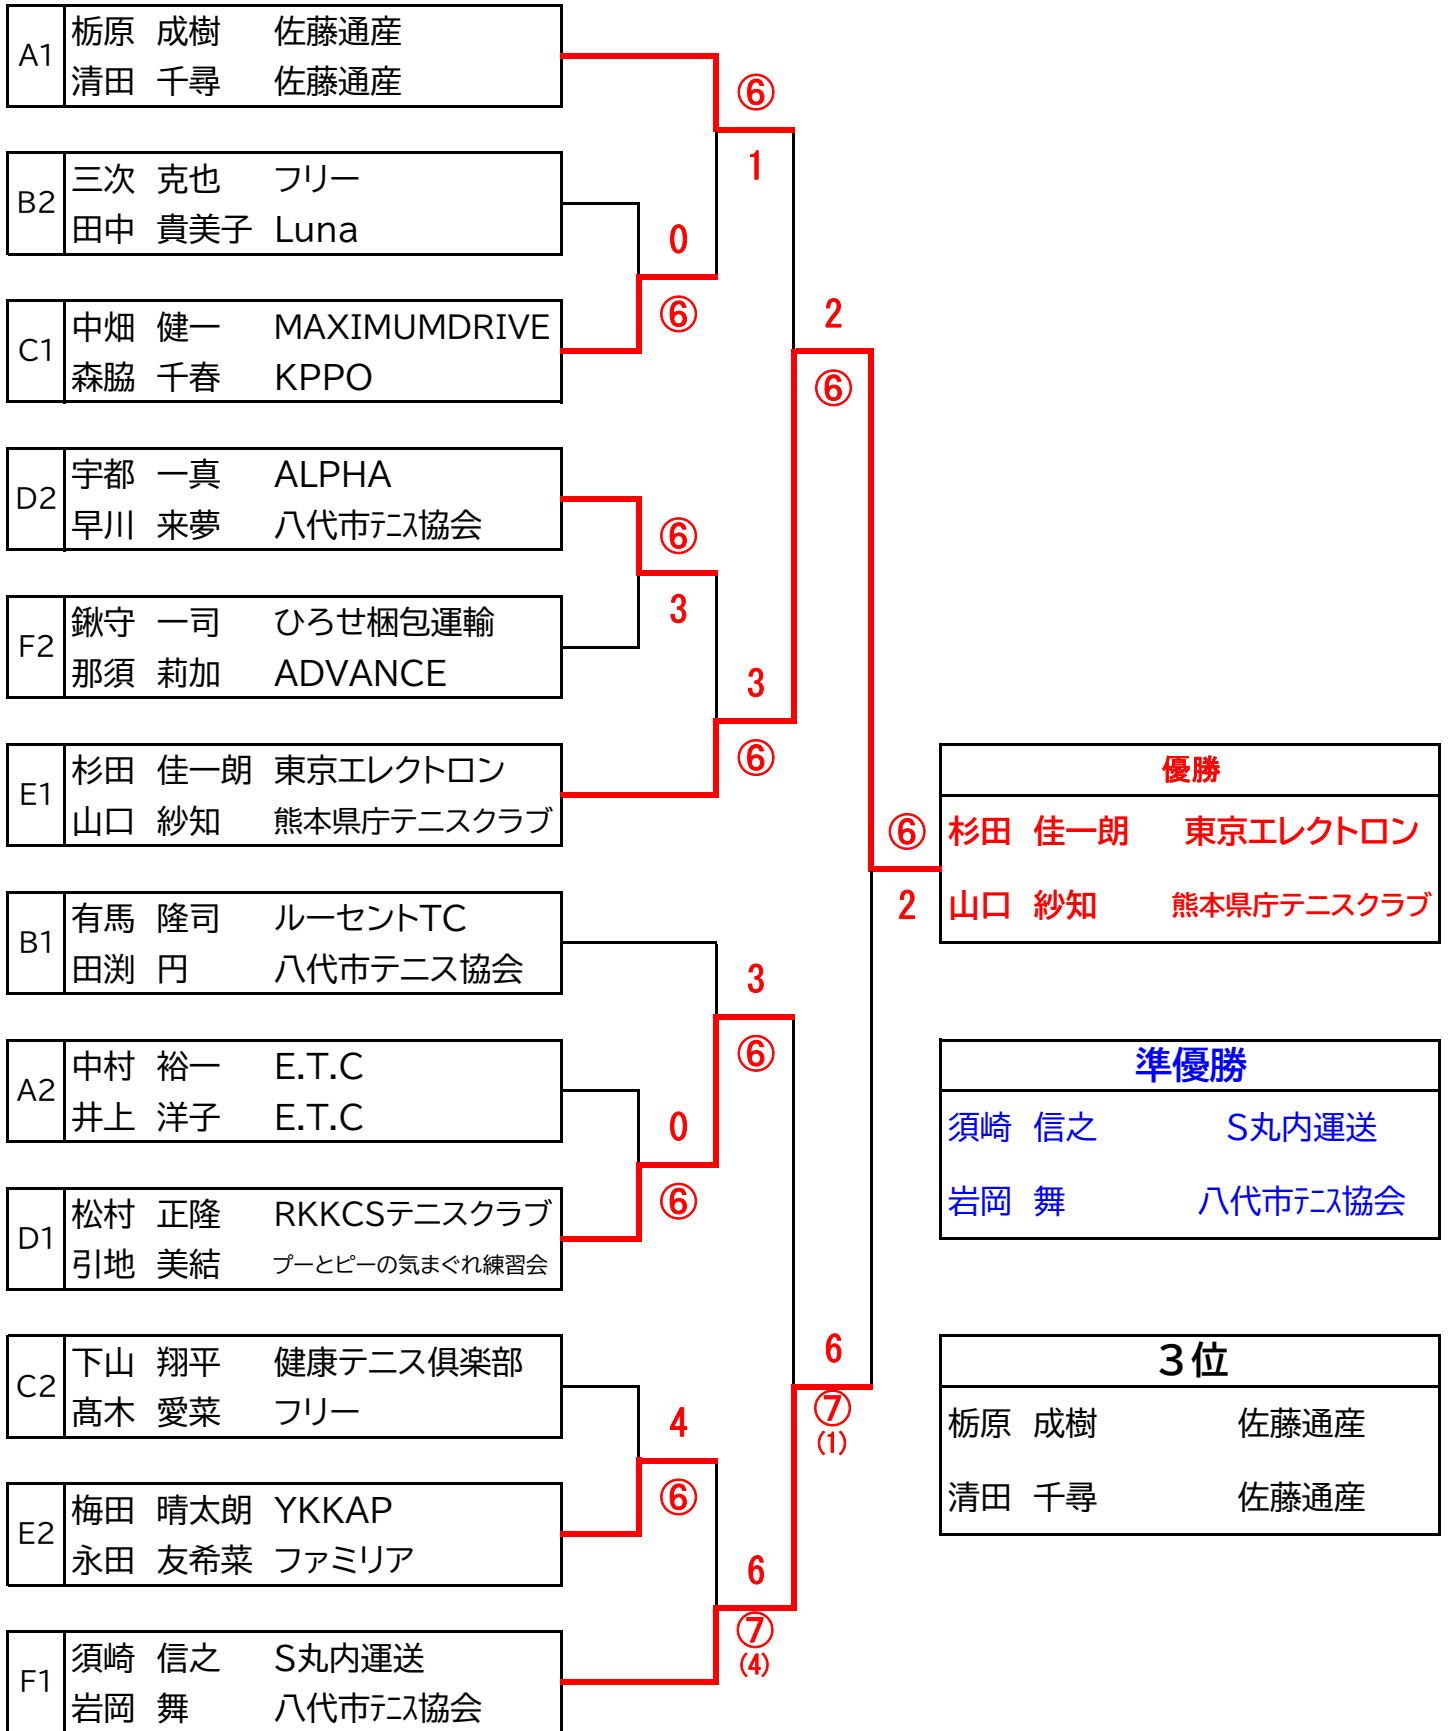 A1
栃原 成樹 佐藤通産
清田 千尋 佐藤通産
⑥
1
B2
三次 克也 フリー
田中 貴美子 Luna
0
⑥
C1
中畑 健一 MAXIMUMDRIVE
森脇 千春 KPPO
2
⑥
D2
宇都 一真 ALPHA
早川 来夢 八代市ﾃﾆｽ協会
⑥
3
F2
鍬守 一司 ひろせ梱包運輸
那須 莉加 ADVANCE
3
⑥
E1
杉田 佳一朗 東京エレクトロン
山口 紗知 熊本県庁テニスクラブ
⑥
2
優勝
杉田 佳一朗 東京エレクトロン
山口 紗知 熊本県庁テニスクラブ
B1
有馬 隆司 ルーセントTC
田渕 円 八代市テニス協会
3
⑥
A2
中村 裕一 E.T.C
井上 洋子 E.T.C
0
⑥
準優勝
須崎 信之 S丸内運送
岩岡 舞 八代市ﾃﾆｽ協会
D1
松村 正隆 RKKCSテニスクラブ
引地 美結 プーとピーの気まぐれ練習会
C2
下山 翔平 健康テニス倶楽部
髙木 愛菜 フリー
4
⑥
6
⑦
(1)
3位
栃原 成樹 佐藤通産
清田 千尋 佐藤通産
E2
梅田 晴太朗 YKKAP
永田 友希菜 ファミリア
6
⑦
(4)
F1
須崎 信之 S丸内運送
岩岡 舞 八代市ﾃﾆｽ協会